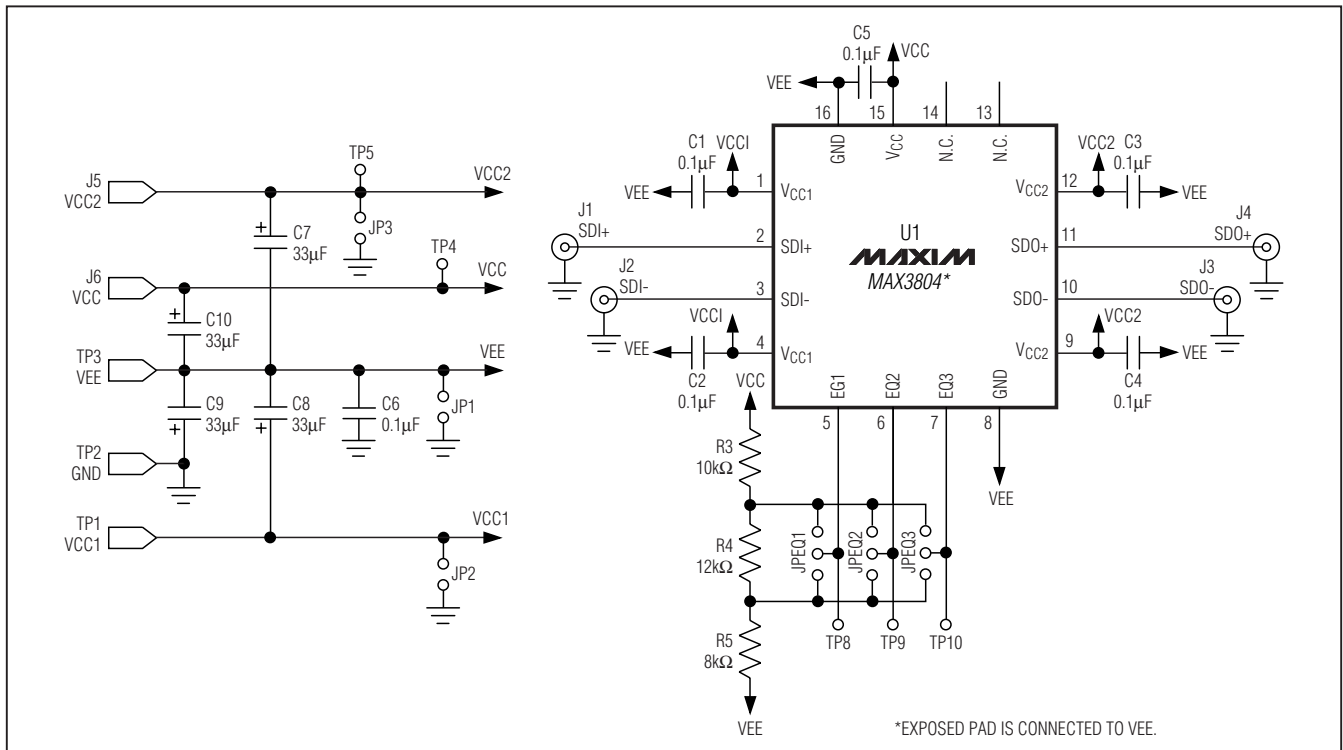 J5
VCC2
TP5
VCC2
JP3
+
C7
33µF
TP4
J6
VCC
VCC
+
C10
33µF
TP3
VEE
VEE
C9
33µF
+
C8
33µF
+
C6
0.1µF
JP1
TP2
GND
TP1
VCC1
VCC1
JP2
C5
0.1µF
VCC
VEE
16
15
14
13
GND
VCC
N.C.
N.C.
C1
0.1µF
VCCI
VEE
1
VCC1
J1
SDI+
2
SDI+
J2
SDI-
3
SDI-
VCCI
VEE
4
VCC1
C2
0.1µF
U1
MAXIM
MAX3804*
VCC2
C3
0.1µF
VCC2
12
VEE
J4
SDO+
11
SDO+
SDO-
10
J3
SDO-
VCC2
VCC2
9
VEE
C4
0.1µF
EG1
EQ2
EQ3
GND
5
6
7
8
VEE
VCC
R3
10kΩ
R4
12kΩ
JPEQ1
JPEQ2
JPEQ3
R5
8kΩ
TP8
TP9
TP10
VEE
*EXPOSED PAD IS CONNECTED TO VEE.